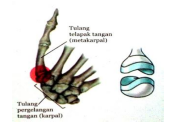 Tulang
telapak tangan
(metakarpal)
Tulang
pergelangan
tangan (karpal)